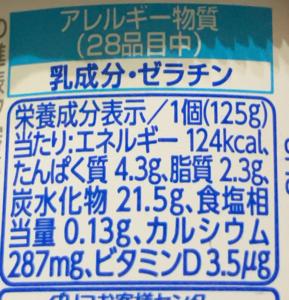 アレルギー物質
(28品目中)
乳成分・ゼラチン
栄養成分表示/1個(125g)
当たり:エネルギー 124kcal、
たんぱく質 4.3g、脂質 2.3g、
炭水化物 21.5g、食塩相
当量 0.13g、カルシウム
287mg、ビタミンD 3.5μg